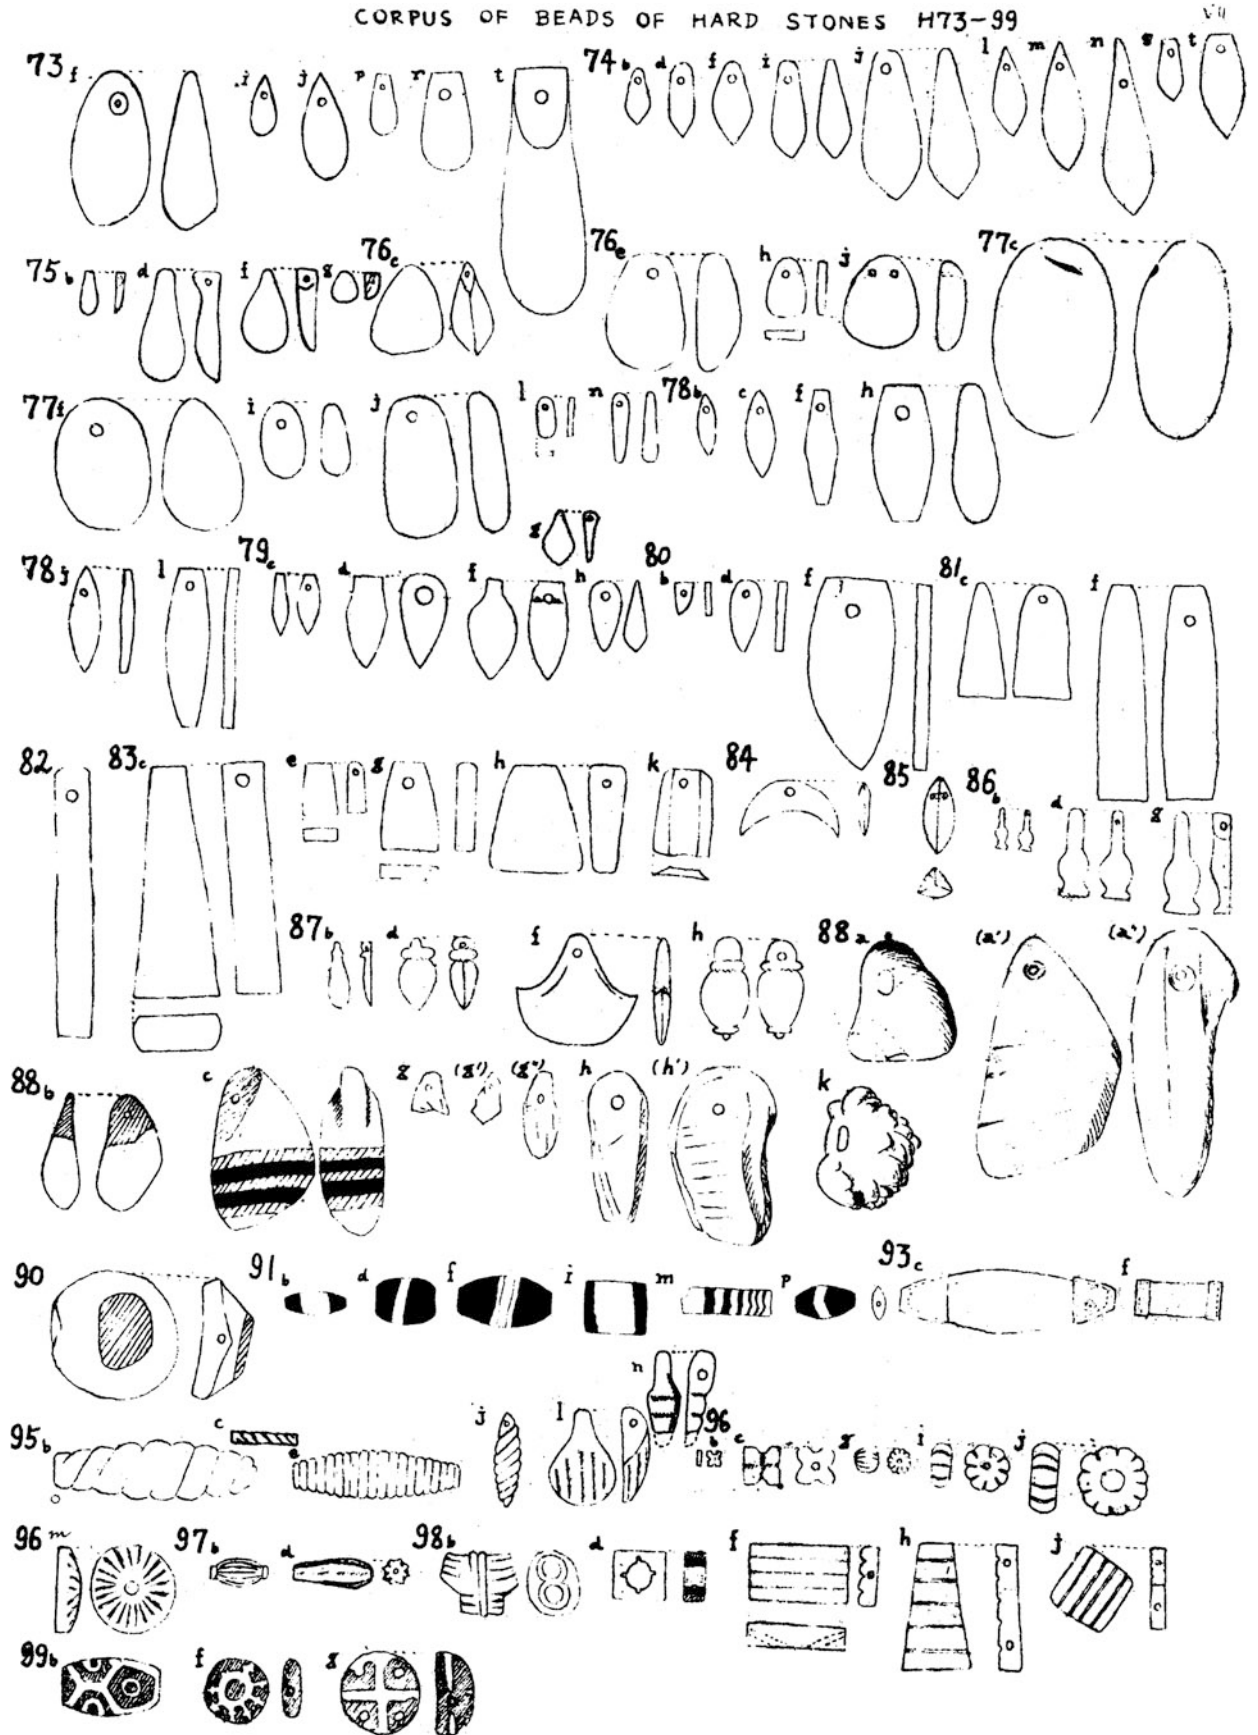 CORPUS OF BEADS OF HARD STONES H73-99
VII
73 f i j p r t 74 b d f i j l m n s t
75 b d f g 76 c 76 e h j 77 c
77 f i j l n 78 b c f h
g
78 j l 79 c d f h 80 b d f 81 c f
82 83 c e g h k 84 85 86 b d g
87 b d f h 88 a (a') (a")
88 b c g (g') (g") h (h') k
90 91 b d f i m p 93 c f
n
95 b c e j l 96 b c g i j
96 m 97 b d 98 b d f h j
99 b f g